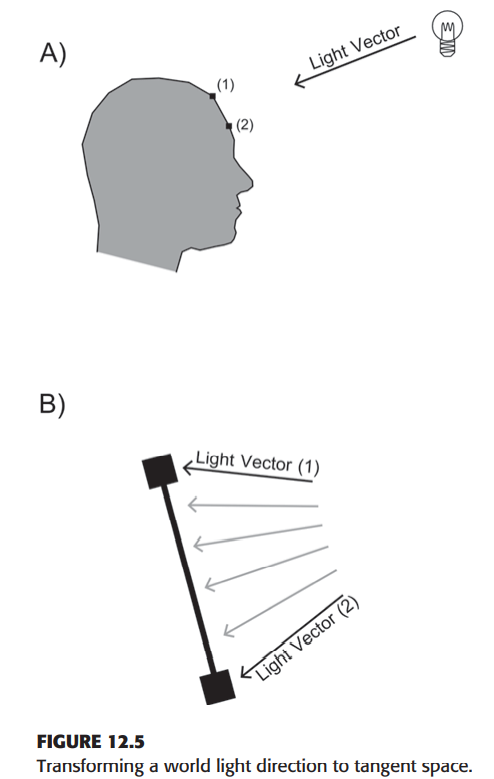 A)
Light Vector
(1)
(2)
B)
Light Vector (1)
Light Vector (2)
FIGURE 12.5
Transforming a world light direction to tangent space.